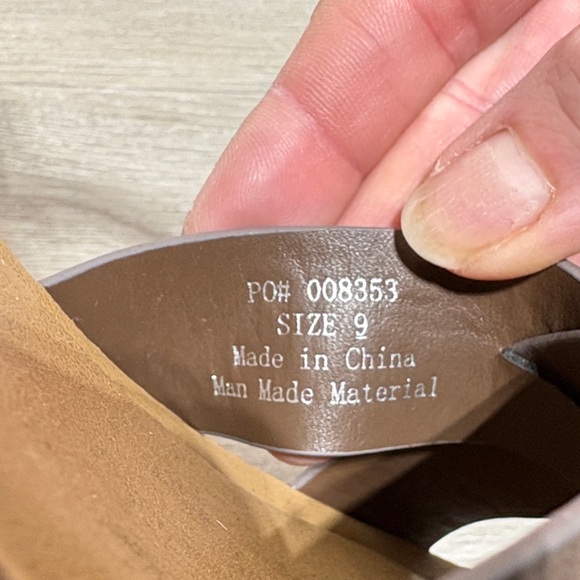 PO# 008353
SIZE 9
Made in China
Man Made Material